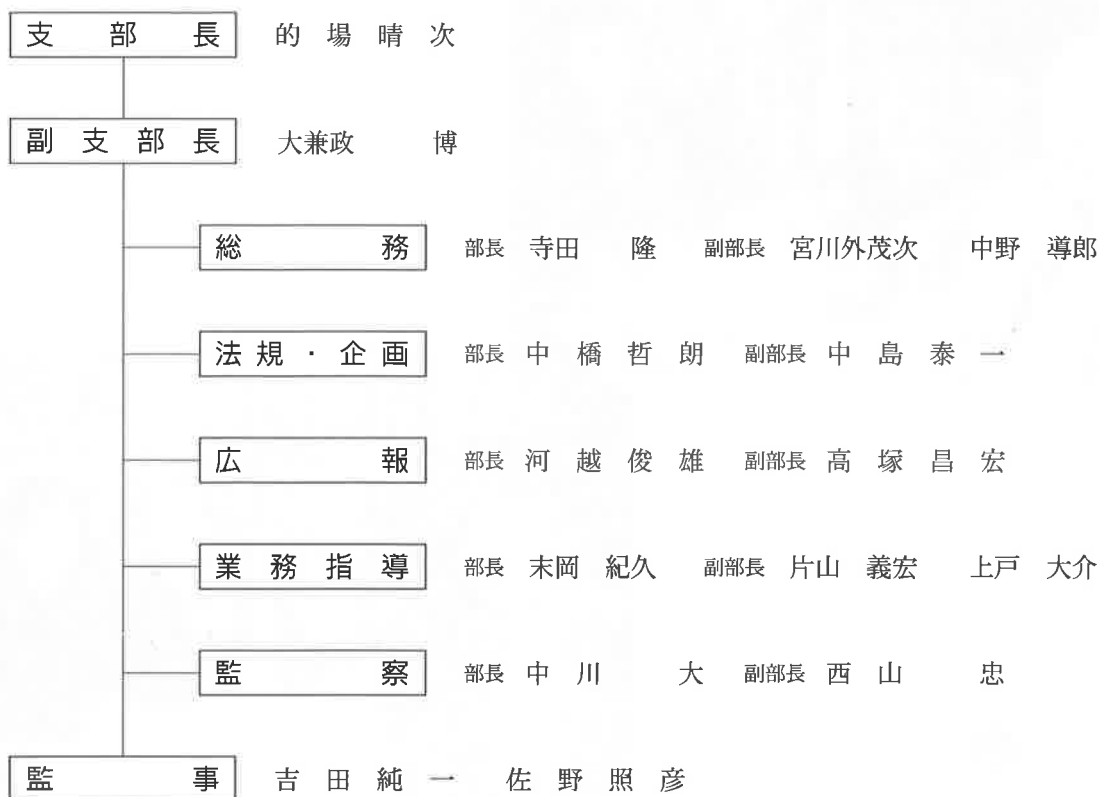 支部長 的場晴次
副支部長 大兼政 博
総務 部長 寺田 隆 副部長 宮川外茂次 中野 導郎
法規・企画 部長 中橋哲朗 副部長 中島泰一
広報 部長 河越俊雄 副部長 高塚昌宏
業務指導 部長 末岡 紀久 副部長 片山 義宏 上戸 大介
監察 部長 中川 大 副部長 西山 忠
監事 吉田純一 佐野照彦